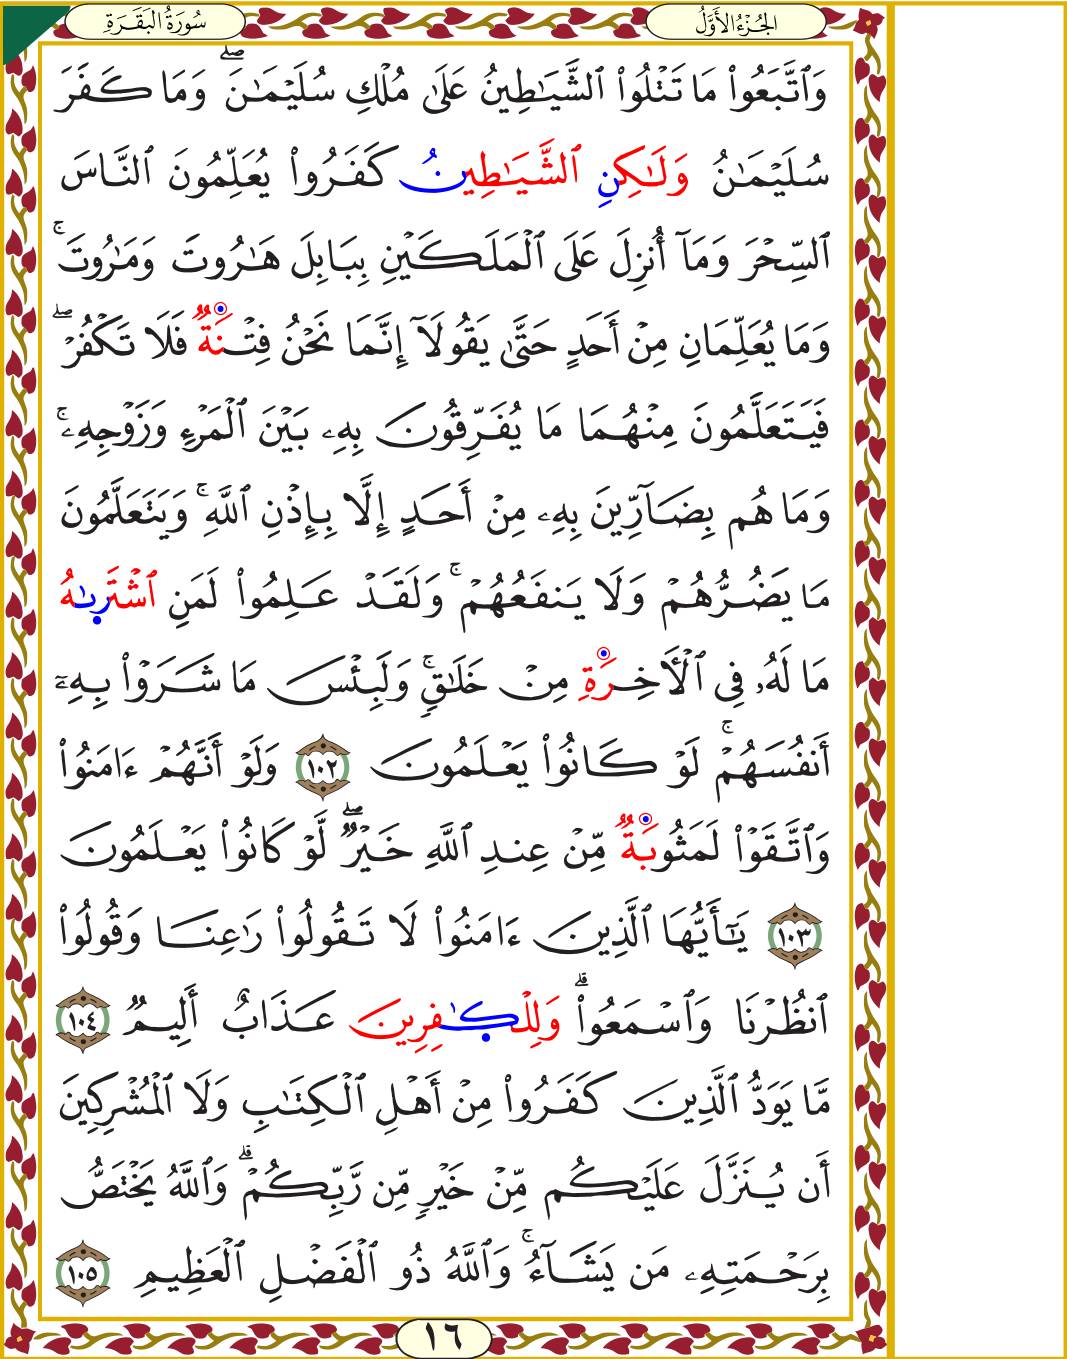 الجُزْءُ الأَوَّلُ
سُورَةُ البَقَرَةِ
وَٱتَّبَعُوا۟ مَا تَتْلُوا۟ ٱلشَّيَـٰطِينُ عَلَىٰ مُلْكِ سُلَيْمَـٰنَ ۖ وَمَا كَفَرَ
سُلَيْمَـٰنُ وَلَـٰكِنِ ٱلشَّيَـٰطِينُ كَفَرُوا۟ يُعَلِّمُونَ ٱلنَّاسَ
ٱلسِّحْرَ وَمَآ أُنزِلَ عَلَى ٱلْمَلَكَيْنِ بِبَابِلَ هَـٰرُوتَ وَمَـٰرُوتَ ۚ
وَمَا يُعَلِّمَانِ مِنْ أَحَدٍ حَتَّىٰ يَقُولَآ إِنَّمَا نَحْنُ فِتْنَةٌ فَلَا تَكْفُرْ ۖ
فَيَتَعَلَّمُونَ مِنْهُمَا مَا يُفَرِّقُونَ بِهِۦ بَيْنَ ٱلْمَرْءِ وَزَوْجِهِۦ ۚ
وَمَا هُم بِضَآرِّينَ بِهِۦ مِنْ أَحَدٍ إِلَّا بِإِذْنِ ٱللَّهِ ۚ وَيَتَعَلَّمُونَ
مَا يَضُرُّهُمْ وَلَا يَنفَعُهُمْ ۚ وَلَقَدْ عَلِمُوا۟ لَمَنِ ٱشْتَرَىٰهُ
مَا لَهُۥ فِى ٱلْـَٔاخِرَةِ مِنْ خَلَـٰقٍ ۚ وَلَبِئْسَ مَا شَرَوْا۟ بِهِۦٓ
أَنفُسَهُمْ ۚ لَوْ كَانُوا۟ يَعْلَمُونَ ١٠٢ وَلَوْ أَنَّهُمْ ءَامَنُوا۟
وَٱتَّقَوْا۟ لَمَثُوبَةٌ مِّنْ عِندِ ٱللَّهِ خَيْرٌ ۖ لَّوْ كَانُوا۟ يَعْلَمُونَ
١٠٣ يَـٰٓأَيُّهَا ٱلَّذِينَ ءَامَنُوا۟ لَا تَقُولُوا۟ رَٰعِنَا وَقُولُوا۟
ٱنظُرْنَا وَٱسْمَعُوا۟ ۗ وَلِلْكَـٰفِرِينَ عَذَابٌ أَلِيمٌ ١٠٤
مَّا يَوَدُّ ٱلَّذِينَ كَفَرُوا۟ مِنْ أَهْلِ ٱلْكِتَـٰبِ وَلَا ٱلْمُشْرِكِينَ
أَن يُنَزَّلَ عَلَيْكُم مِّنْ خَيْرٍ مِّن رَّبِّكُمْ ۗ وَٱللَّهُ يَخْتَصُّ
بِرَحْمَتِهِۦ مَن يَشَآءُ ۚ وَٱللَّهُ ذُو ٱلْفَضْلِ ٱلْعَظِيمِ ١٠٥
١٦